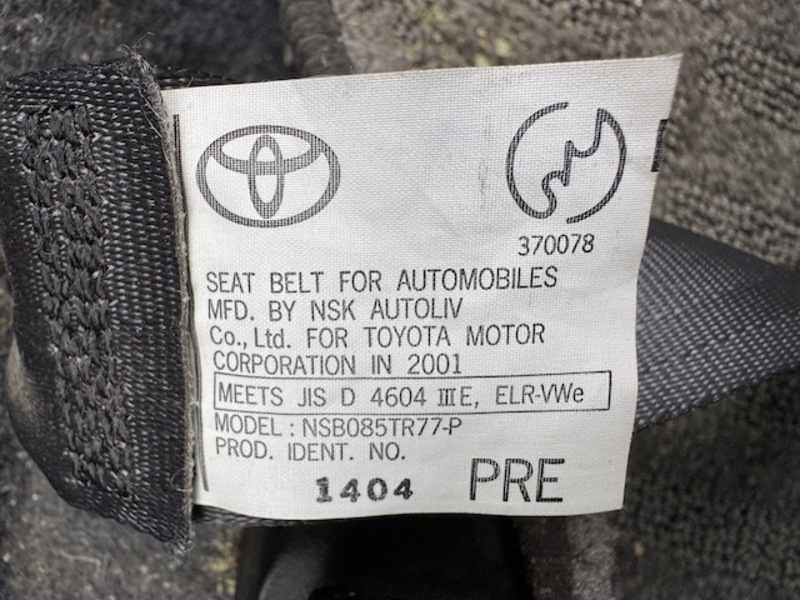 370078
SEAT BELT FOR AUTOMOBILES
MFD. BY NSK AUTOLIV
Co., Ltd. FOR TOYOTA MOTOR
CORPORATION IN 2001
MEETS JIS D 4604 ⅢE, ELR-VWe
MODEL : NSB085TR77-P
PROD. IDENT. NO.
1404 PRE